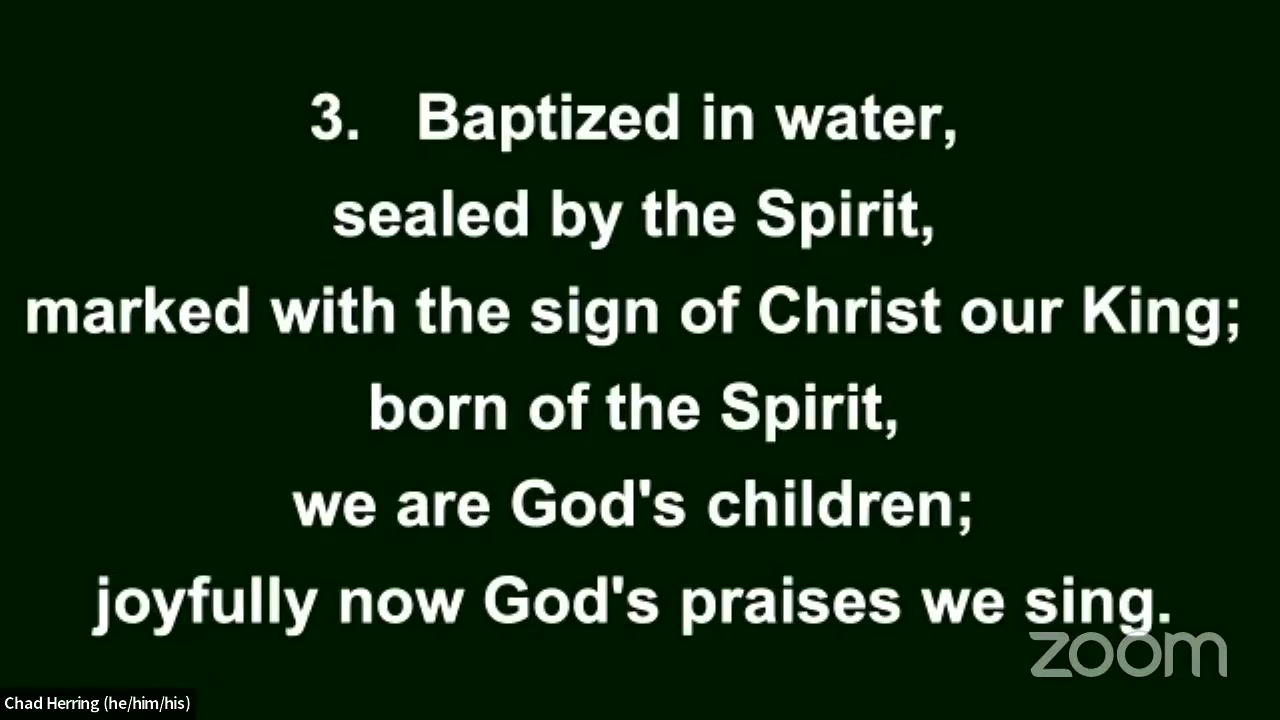 3. Baptized in water,
sealed by the Spirit,
marked with the sign of Christ our King;
born of the Spirit,
we are God's children;
joyfully now God's praises we sing.
zoom
Chad Herring (he/him/his)